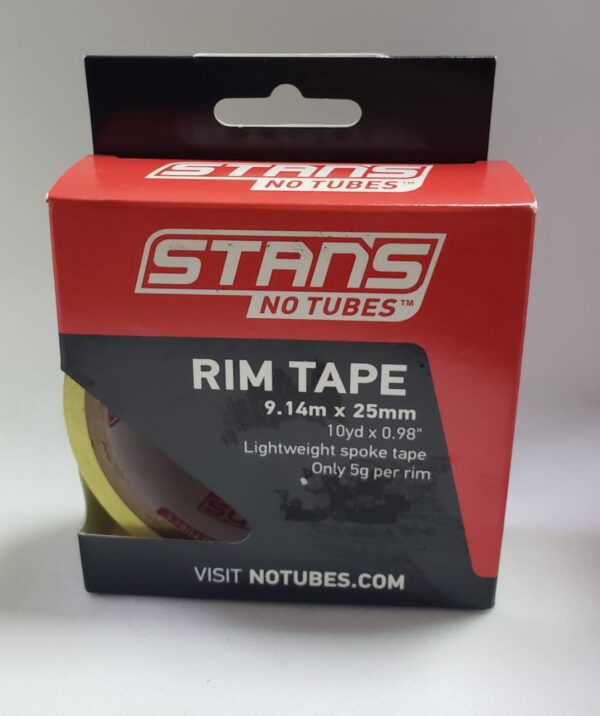 STANS
NO TUBES™
STANS
NO TUBES™
RIM TAPE
9.14m x 25mm
10yd x 0.98"
Lightweight spoke tape
Only 5g per rim
VISIT NOTUBES.COM